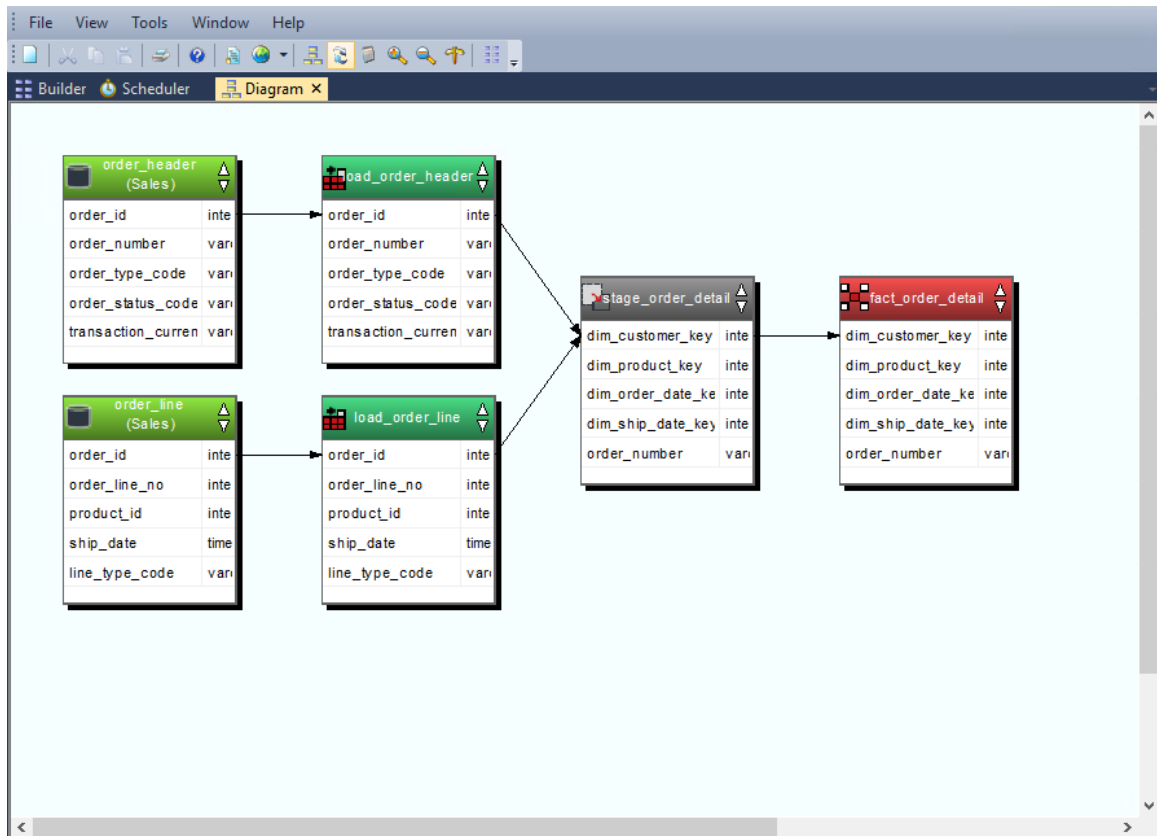 File View Tools Window Help
Builder Scheduler Diagram
order_header
(Sales)
order_id inte
order_number var
order_type_code var
order_status_code var
transaction_curren var
oad_order_header
order_id inte
order_number var
order_type_code var
order_status_code var
transaction_curren var
order_line
(Sales)
order_id inte
order_line_no inte
product_id inte
ship_date time
line_type_code var
load_order_line
order_id inte
order_line_no inte
product_id inte
ship_date time
line_type_code var
stage_order_detail
dim_customer_key inte
dim_product_key inte
dim_order_date_ke inte
dim_ship_date_key inte
order_number var
fact_order_detail
dim_customer_key inte
dim_product_key inte
dim_order_date_ke inte
dim_ship_date_key inte
order_number var